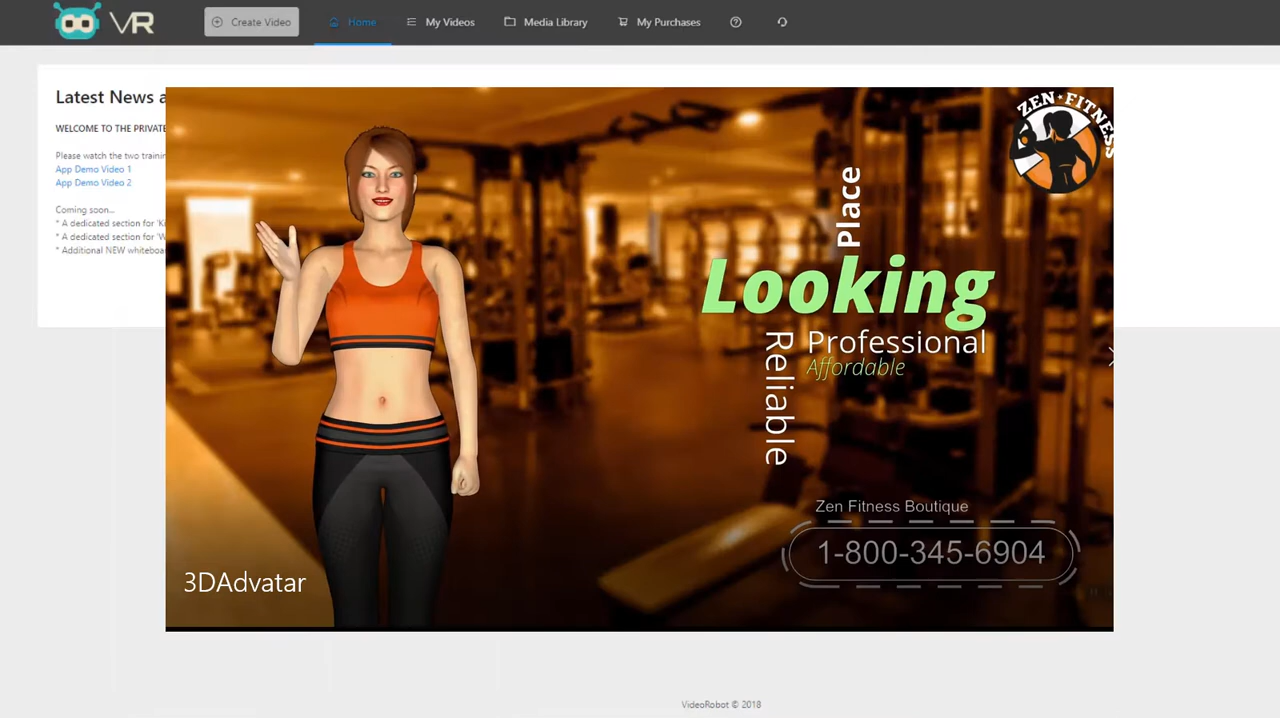 VR
Create Video
Home
My Videos
Media Library
My Purchases
Latest News a
WELCOME TO THE PRIVATE
Please watch the two trainin
App Demo Video 1
App Demo Video 2
Coming soon...
* A dedicated section for 'Ki
* A dedicated section for 'W
* Additional NEW whiteboa
ZEN★FITNESS
Place
Looking
Reliable
Professional
Affordable
Zen Fitness Boutique
1-800-345-6904
3DAdvatar
VideoRobot © 2018